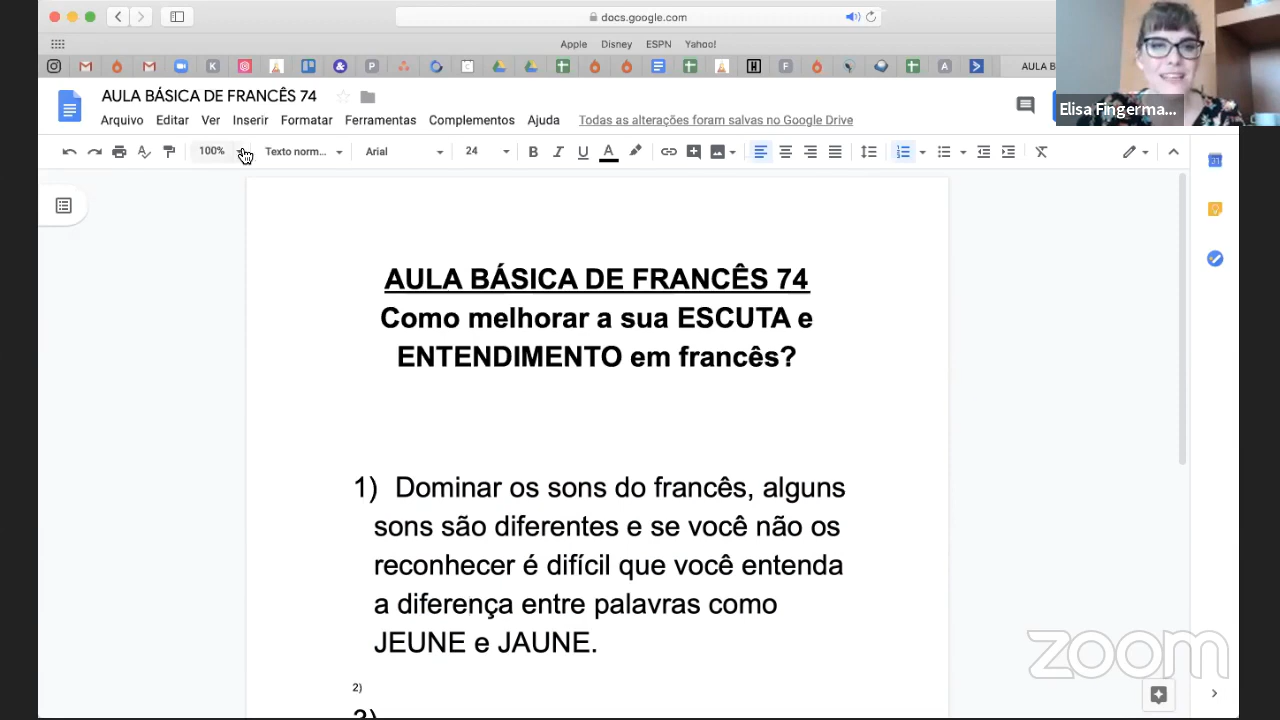 docs.google.com
Apple Disney ESPN Yahoo!
AULA B
AULA BÁSICA DE FRANCÊS 74
Arquivo Editar Ver Inserir Formatar Ferramentas Complementos Ajuda Todas as alterações foram salvas no Google Drive
Elisa Fingerma...
100% Texto norm... Arial 24 B I U A
AULA BÁSICA DE FRANCÊS 74
Como melhorar a sua ESCUTA e
ENTENDIMENTO em francês?
1) Dominar os sons do francês, alguns
sons são diferentes e se você não os
reconhecer é difícil que você entenda
a diferença entre palavras como
JEUNE e JAUNE.
2)
3)
zoom